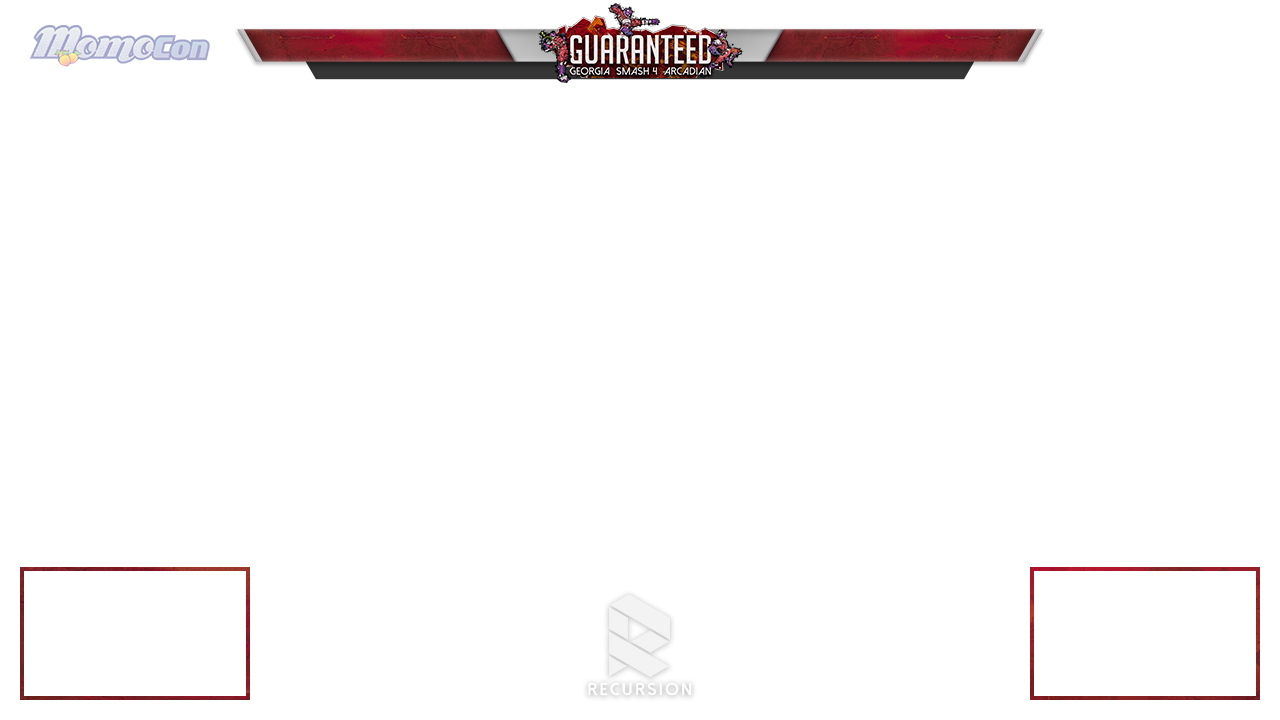 MomoCon
GUARANTEED
GEORGIA SMASH 4 ARCADIAN
RECURSION